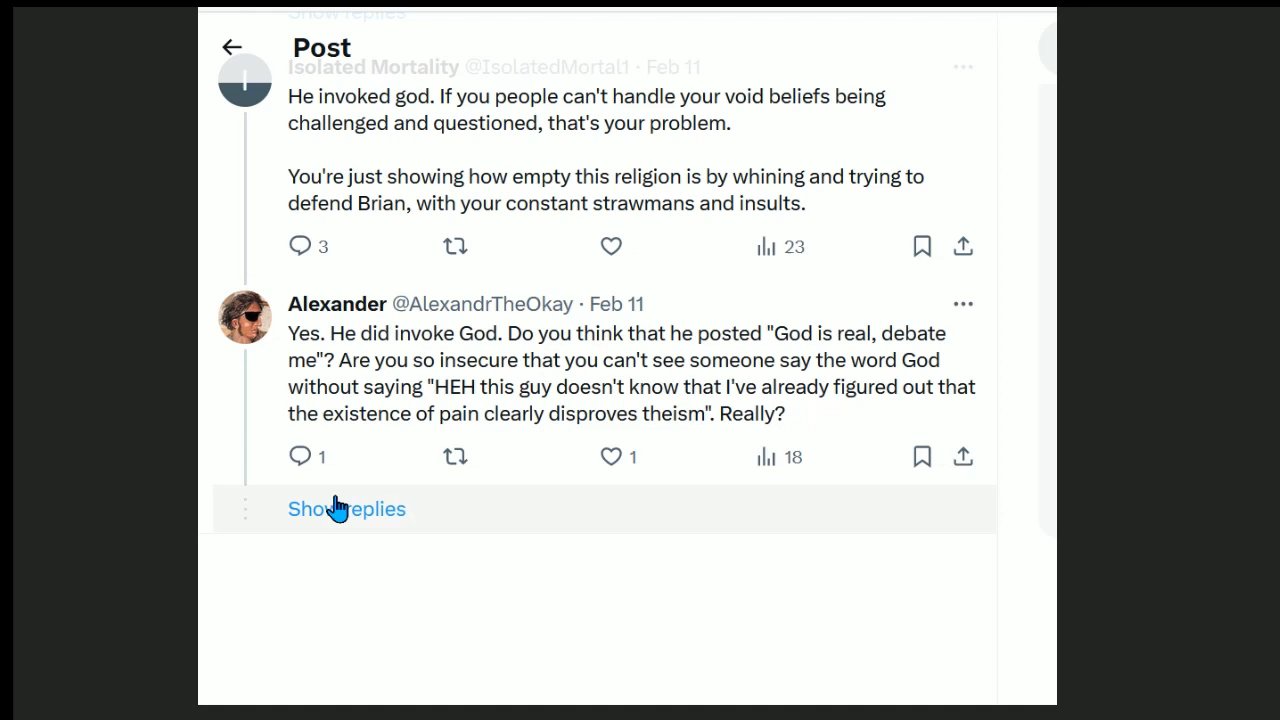 Show replies
Post
Isolated Mortality @IsolatedMortal1 · Feb 11
I
He invoked god. If you people can't handle your void beliefs being
challenged and questioned, that's your problem.
You're just showing how empty this religion is by whining and trying to
defend Brian, with your constant strawmans and insults.
3
23
Alexander @AlexandrTheOkay · Feb 11
Yes. He did invoke God. Do you think that he posted "God is real, debate
me"? Are you so insecure that you can't see someone say the word God
without saying "HEH this guy doesn't know that I've already figured out that
the existence of pain clearly disproves theism". Really?
1
1
18
Show replies